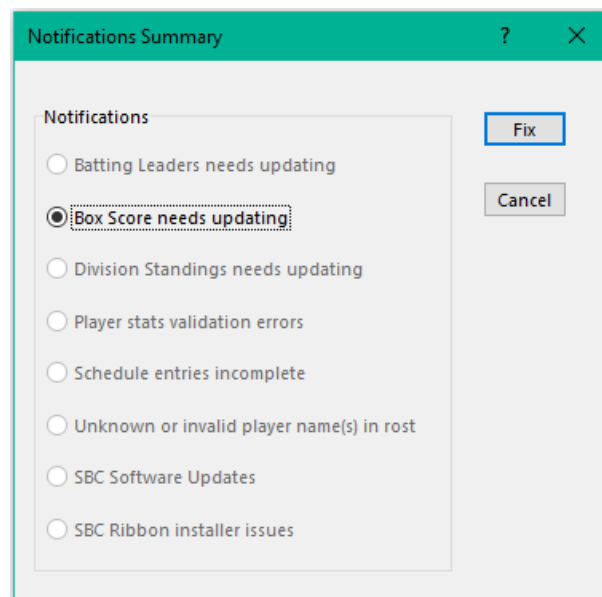 Notifications Summary
?
Notifications
Fix
Batting Leaders needs updating
Cancel
Box Score needs updating
Division Standings needs updating
Player stats validation errors
Schedule entries incomplete
Unknown or invalid player name(s) in rost
SBC Software Updates
SBC Ribbon installer issues